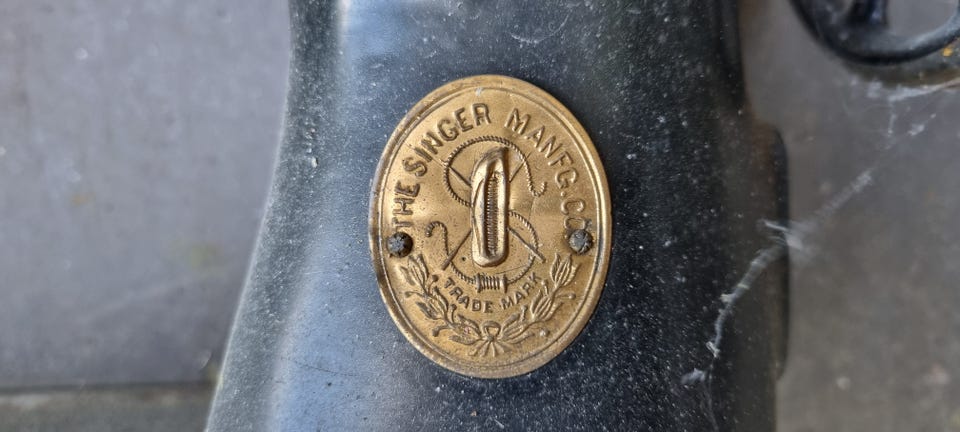 THE SINGER MANFG. CO.
TRADE MARK